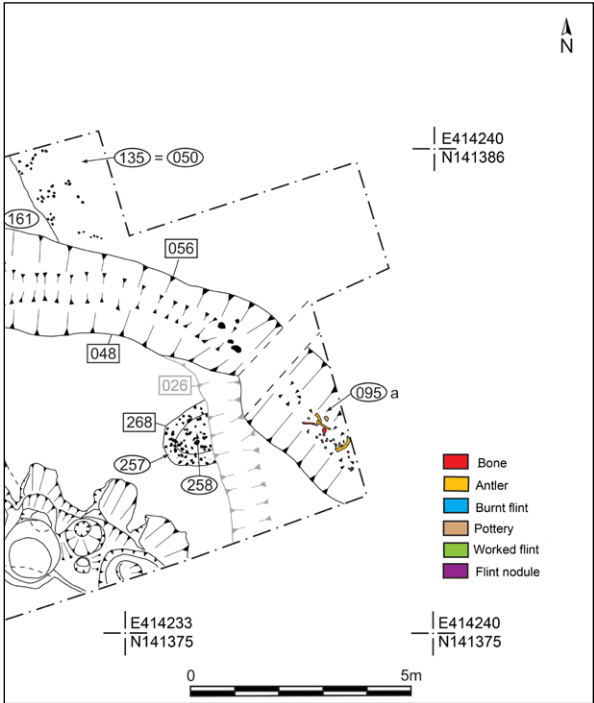 N
E414240
N141386
135 = 050
161
056
048
026
095 a
268
257
258
Bone
Antler
Burnt flint
Pottery
Worked flint
Flint nodule
E414233
N141375
E414240
N141375
0 5m